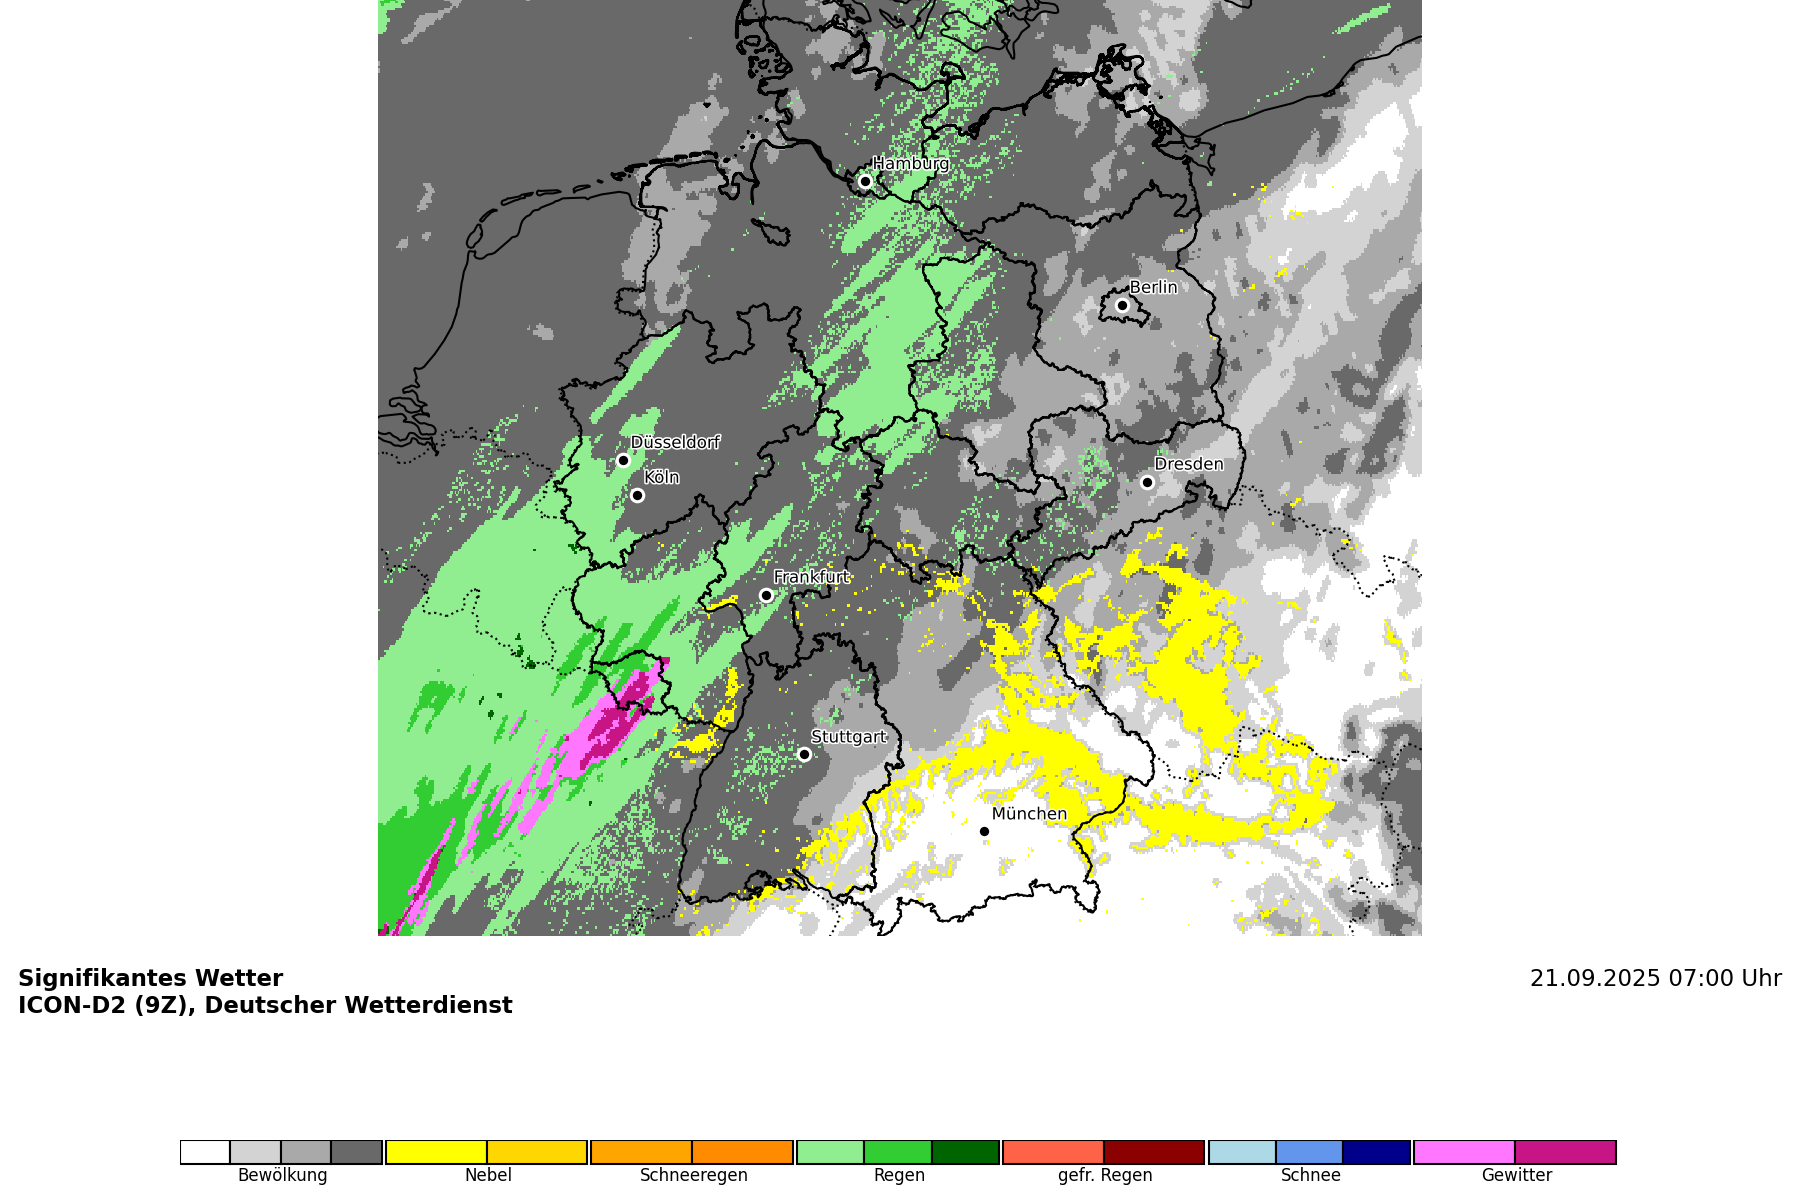 Hamburg
Berlin
Düsseldorf
Köln
Dresden
Frankfurt
Stuttgart
München
Signifikantes Wetter
21.09.2025 07:00 Uhr
ICON-D2 (9Z), Deutscher Wetterdienst
Bewölkung Nebel Schneeregen Regen gefr. Regen Schnee Gewitter